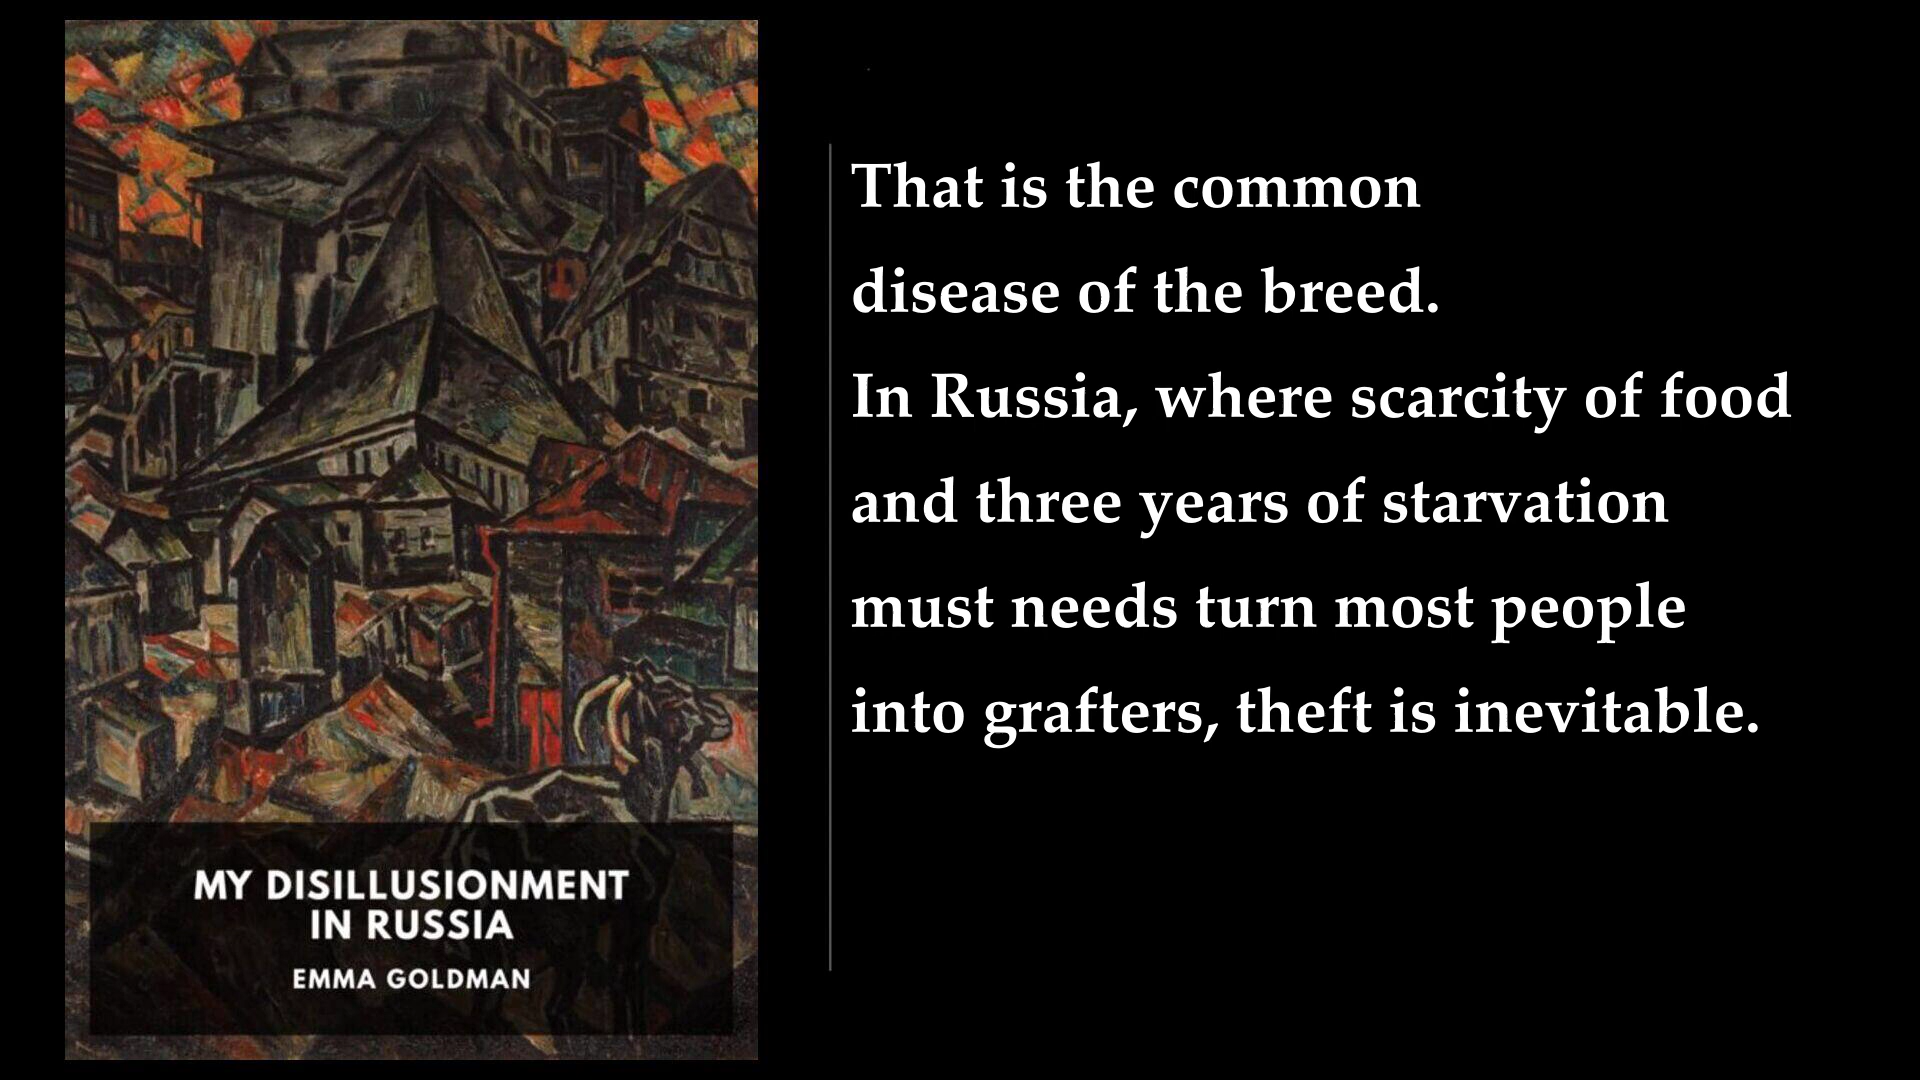 That is the common
disease of the breed.
In Russia, where scarcity of food
and three years of starvation
must needs turn most people
into grafters, theft is inevitable.
MY DISILLUSIONMENT
IN RUSSIA
EMMA GOLDMAN